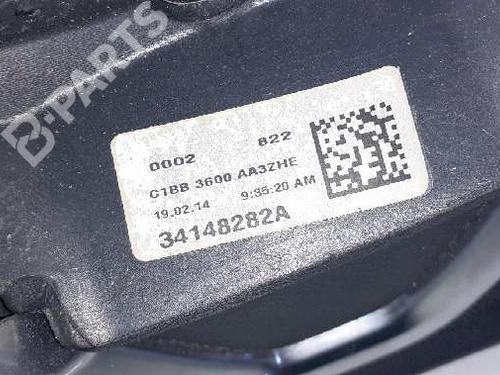 B-PARTS
0002 822
C1BB 3600 AA3ZHE
19.02.14 9:35:20 AM
34148282A